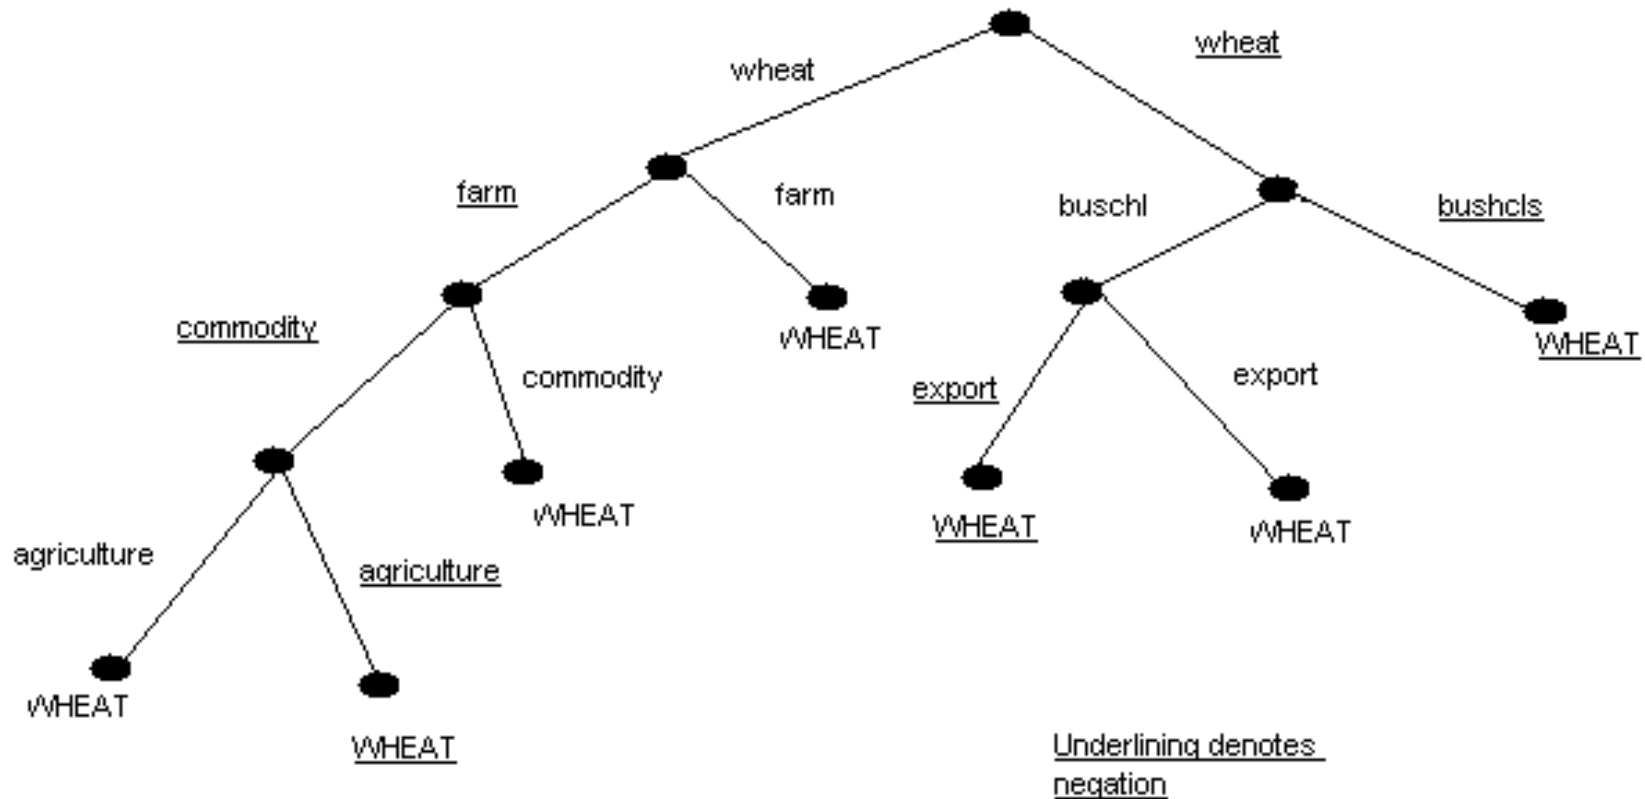 wheat
wheat
farm
farm
buschl
bushcls
commodity
commodity
WHEAT
export
export
WHEAT
agriculture
agriculture
WHEAT
WHEAT
WHEAT
WHEAT
WHEAT
Underlining denotes
negation